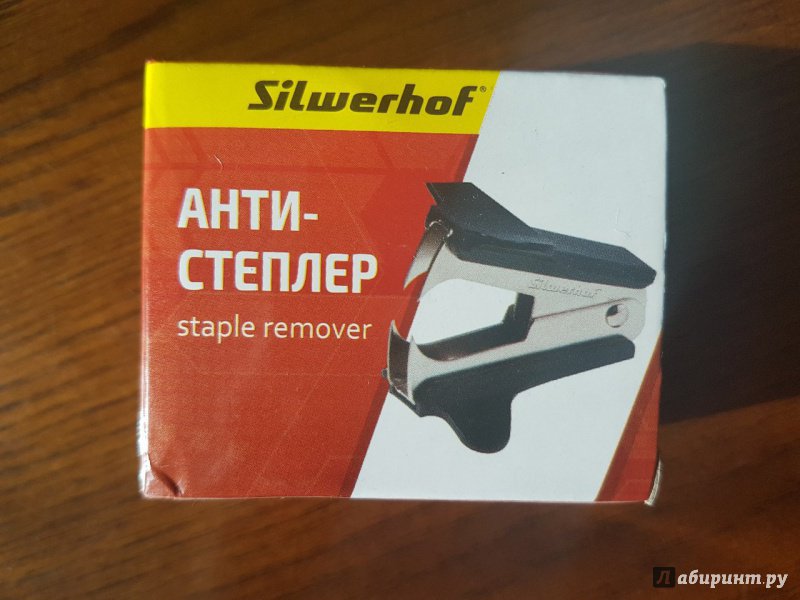 Silwerhof®
АНТИ-
СТЕПЛЕР
staple remover
Silwerhof
Лабиринт.ру